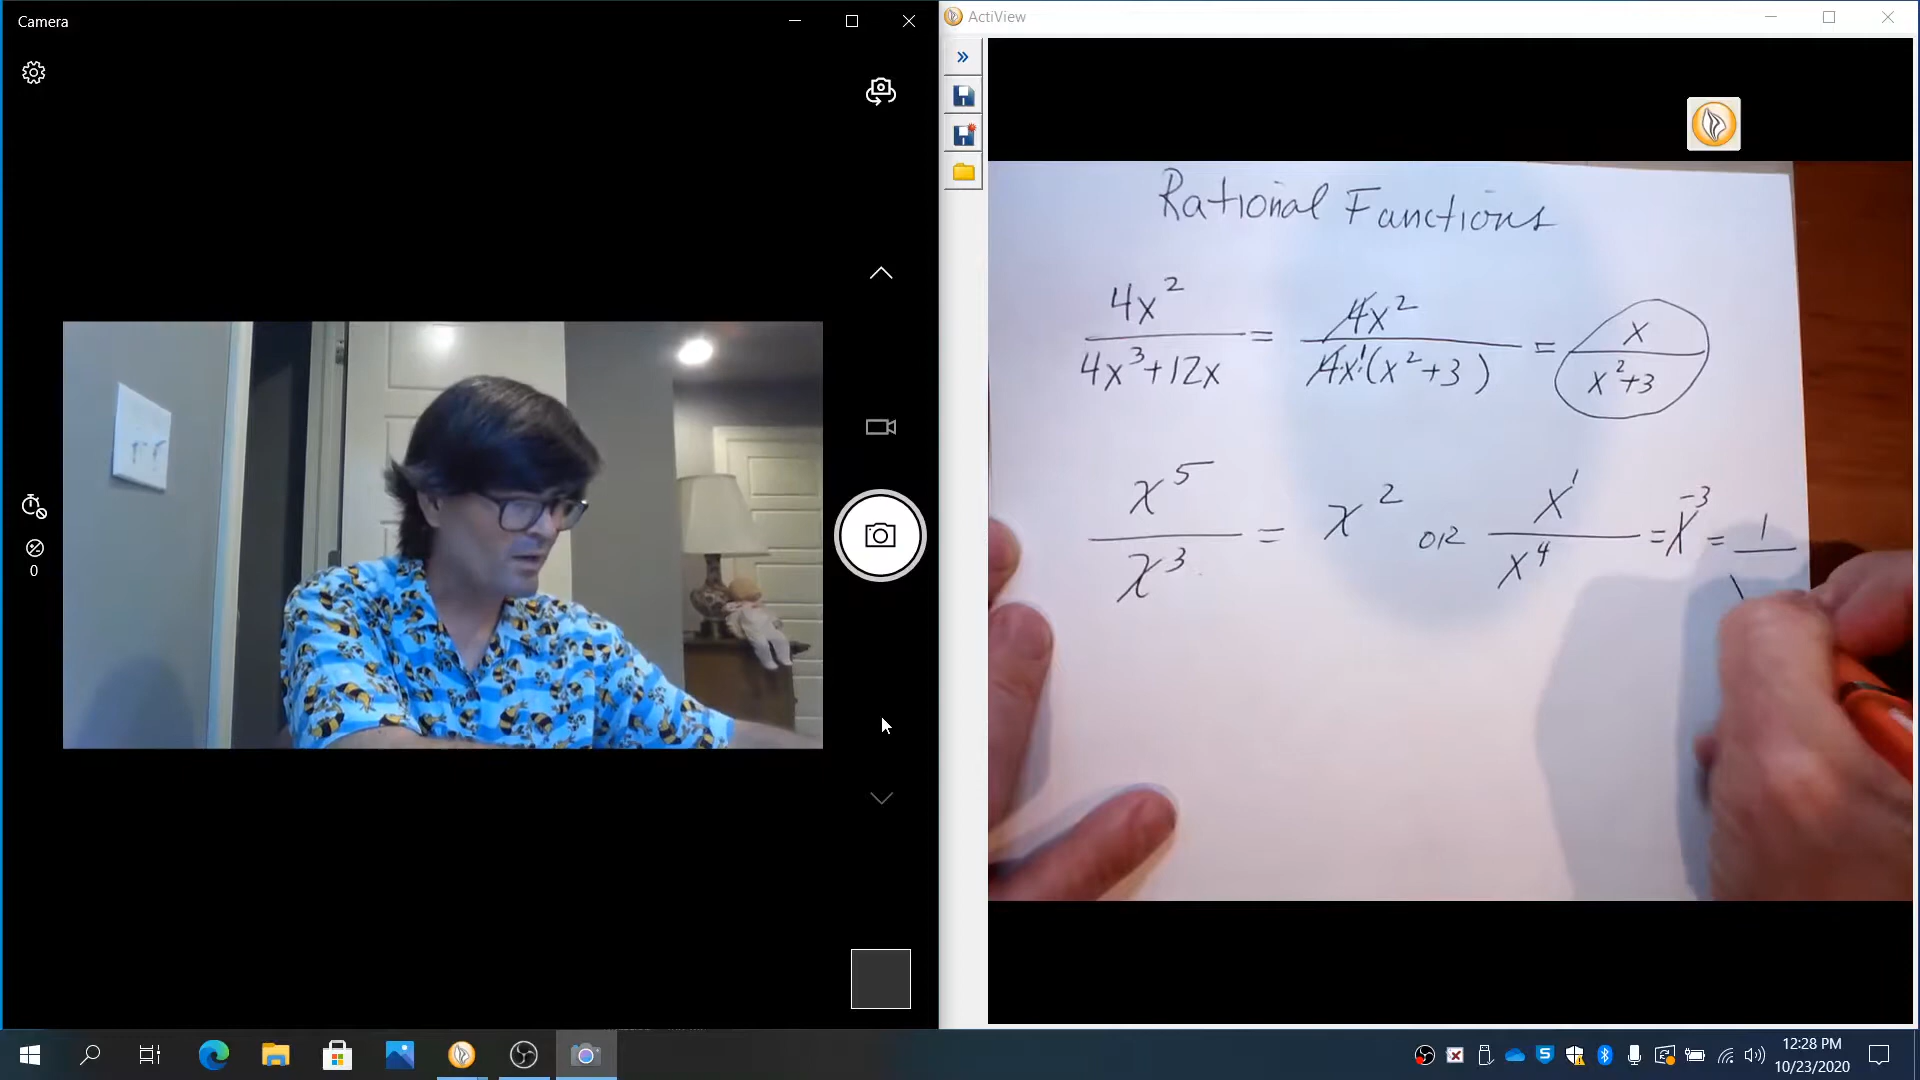 Camera
ActiView
Rational Functions
4x² / 4x³+12x = 4x² / 4x¹(x²+3) = x / x²+3
x⁵ / x³ = x² OR x¹ / x⁴ = x⁻³ = 1 /
0
12:28 PM
10/23/2020